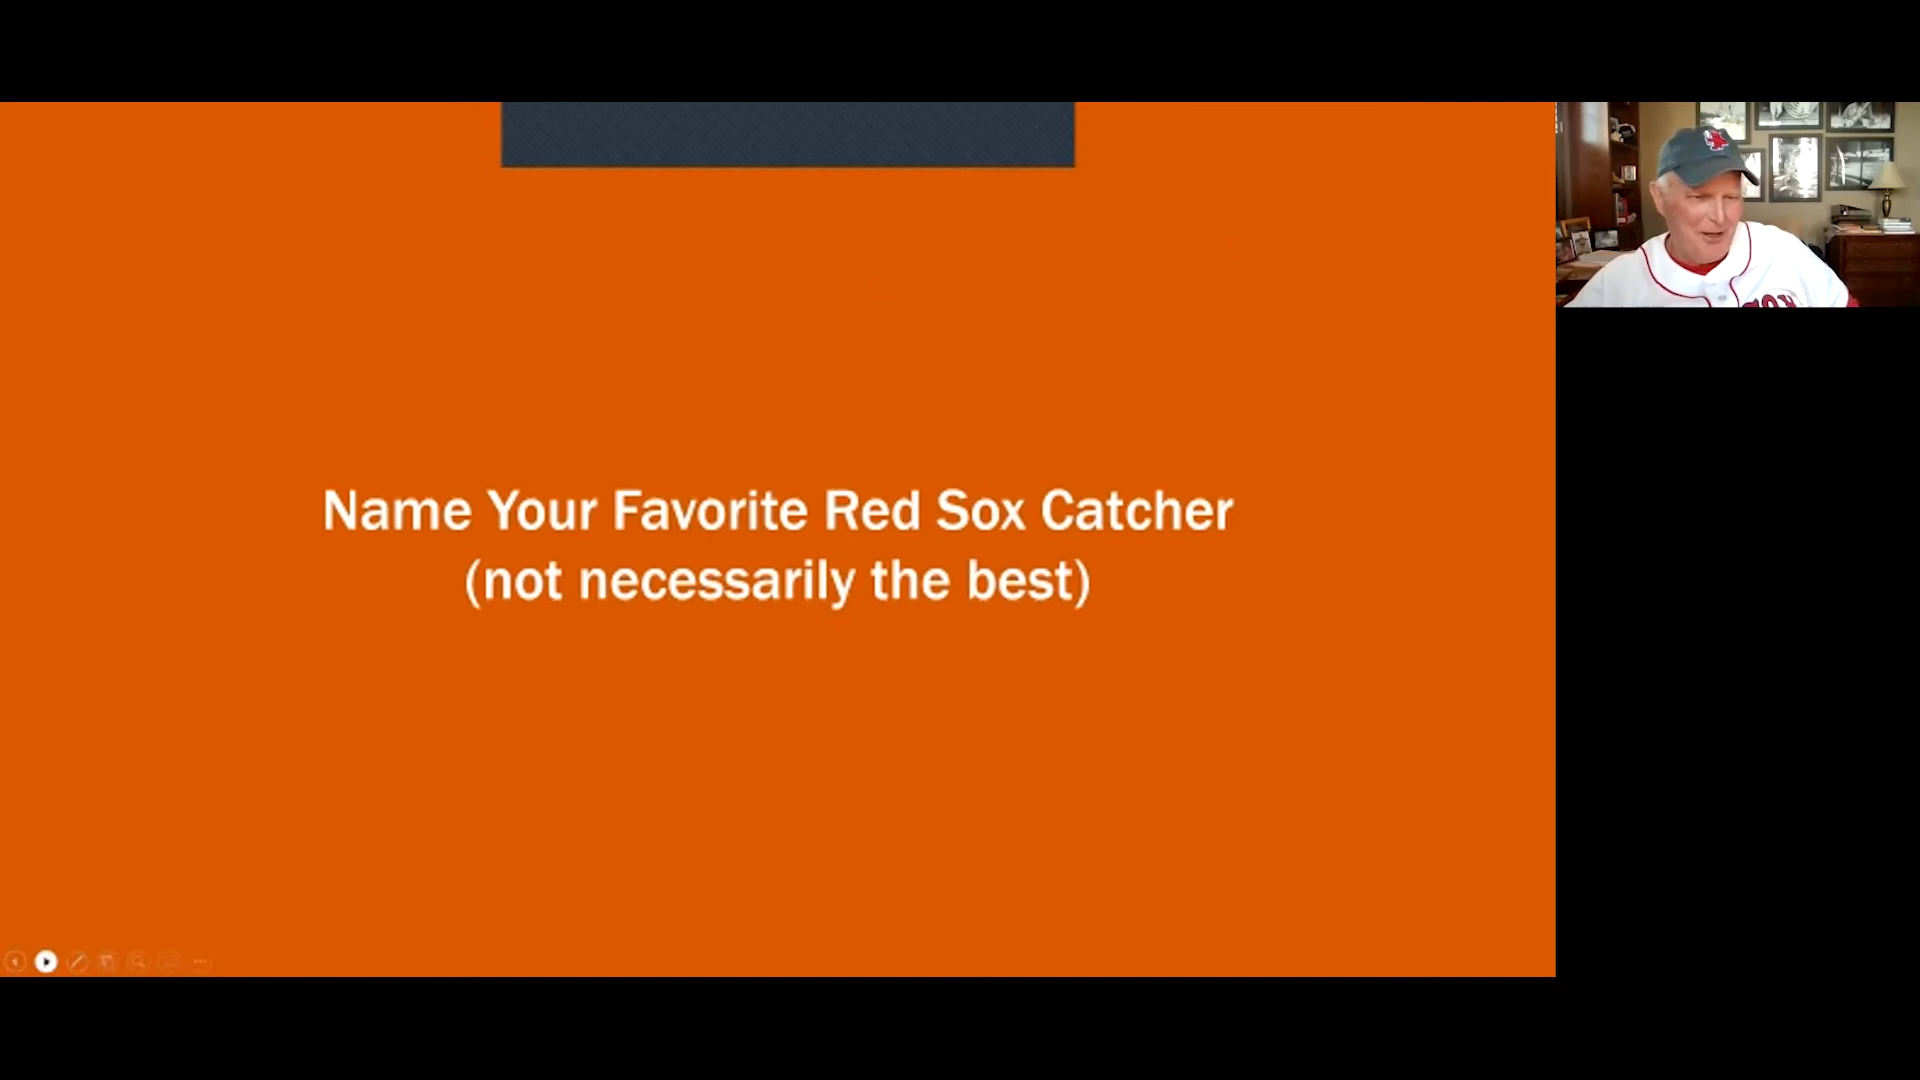 Name Your Favorite Red Sox Catcher
(not necessarily the best)